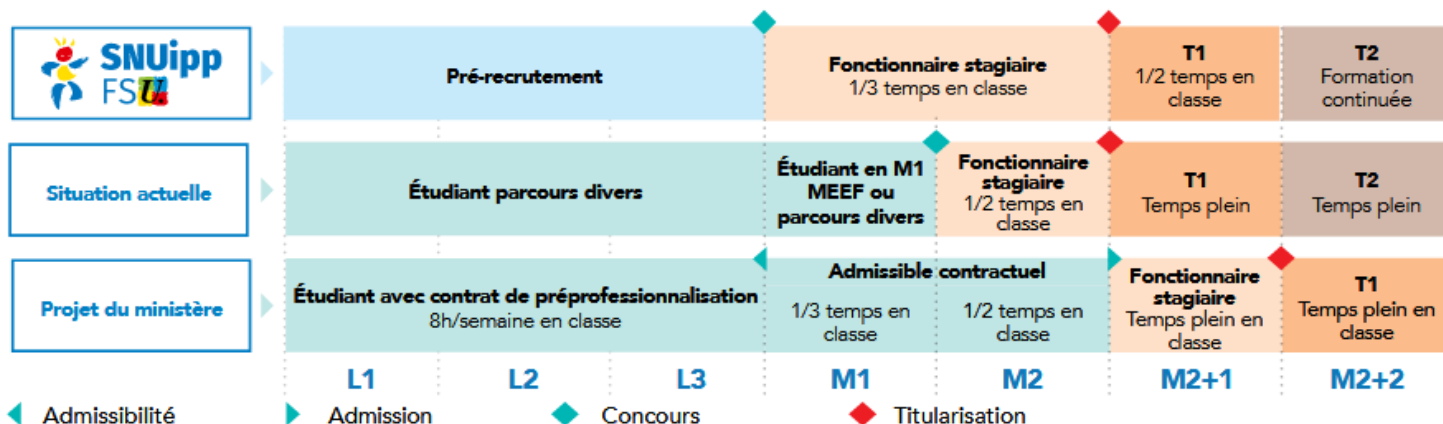 SNUipp
FSU.
Pré-recrutement
Fonctionnaire stagiaire
1/3 temps en classe
T1
1/2 temps en
classe
T2
Formation
continuée
Situation actuelle
Étudiant parcours divers
Étudiant en M1
MEEF ou
parcours divers
Fonctionnaire
stagiaire
1/2 temps en
classe
T1
Temps plein
T2
Temps plein
Projet du ministère
Étudiant avec contrat de préprofessionnalisation
8h/semaine en classe
Admissible contractuel
1/3 temps en
classe
1/2 temps en
classe
Fonctionnaire
stagiaire
Temps plein en
classe
T1
Temps plein en
classe
L1 L2 L3 M1 M2 M2+1 M2+2
Admissibilité Admission Concours Titularisation